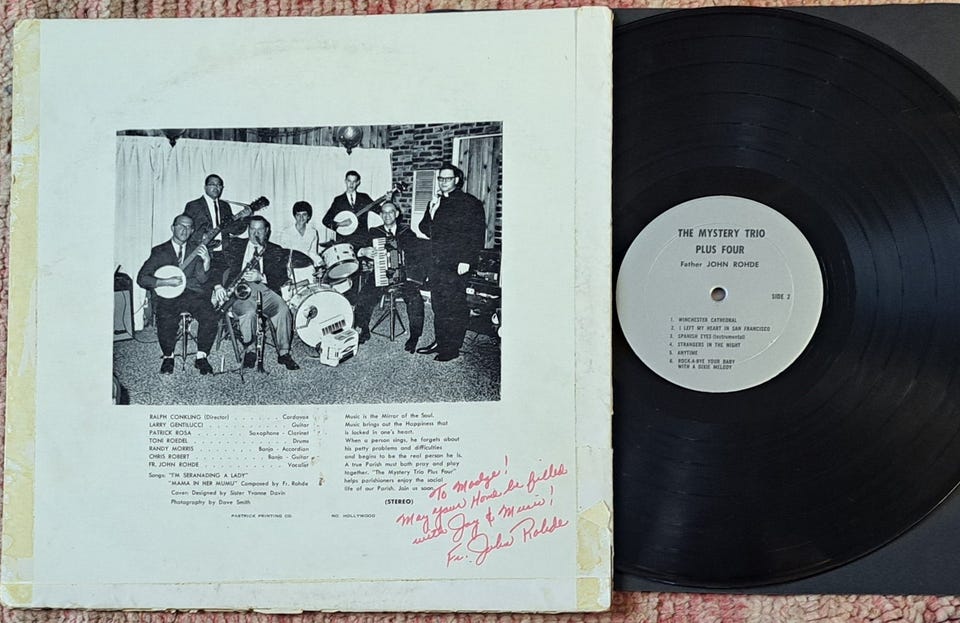 RALPH CONKLING (Director) . . . . . . . Cordovox
LARRY GENTILUCCI . . . . . . . . . . Guitar
PATRICK ROSA . . . . . . Saxophone - Clarinet
TONI ROEDEL . . . . . . . . . . . . Drums
RANDY MORRIS . . . . . . Banjo - Accordian
CHRIS ROBERT . . . . . . . Banjo - Guitar
FR. JOHN ROHDE . . . . . . . . . . Vocalist
Songs: "I'M SERANADING A LADY"
"MAMA IN HER MUMU" Composed by Fr. Rohde
Cover: Designed by Sister Yvonne Davin
Photography by Dave Smith
Music is the Mirror of the Soul.
Music brings out the Happiness that
is locked in one's heart.
When a person sings, he forgets about
his petty problems and difficulties
and begins to be the real person he is.
A true Parish must both pray and play
together. "The Mystery Trio Plus Four"
helps parishioners enjoy the social
life of our Parish. Join us soon.
(STEREO)
PASTRICK PRINTING CO. NO. HOLLYWOOD
To Madge!
May your Home be filled
with Joy & Music!
Fr. John Rohde
THE MYSTERY TRIO
PLUS FOUR
Father JOHN ROHDE
SIDE 2
1. WINCHESTER CATHEDRAL
2. I LEFT MY HEART IN SAN FRANCISCO
3. SPANISH EYES (Instrumental)
4. STRANGERS IN THE NIGHT
5. ANYTIME
6. ROCK-A-BYE YOUR BABY
WITH A DIXIE MELODY